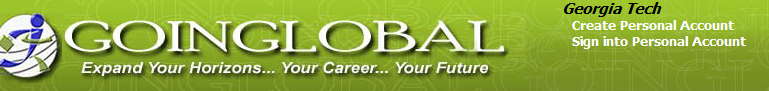 GOINGLOBAL
Expand Your Horizons... Your Career... Your Future
Georgia Tech
Create Personal Account
Sign into Personal Account